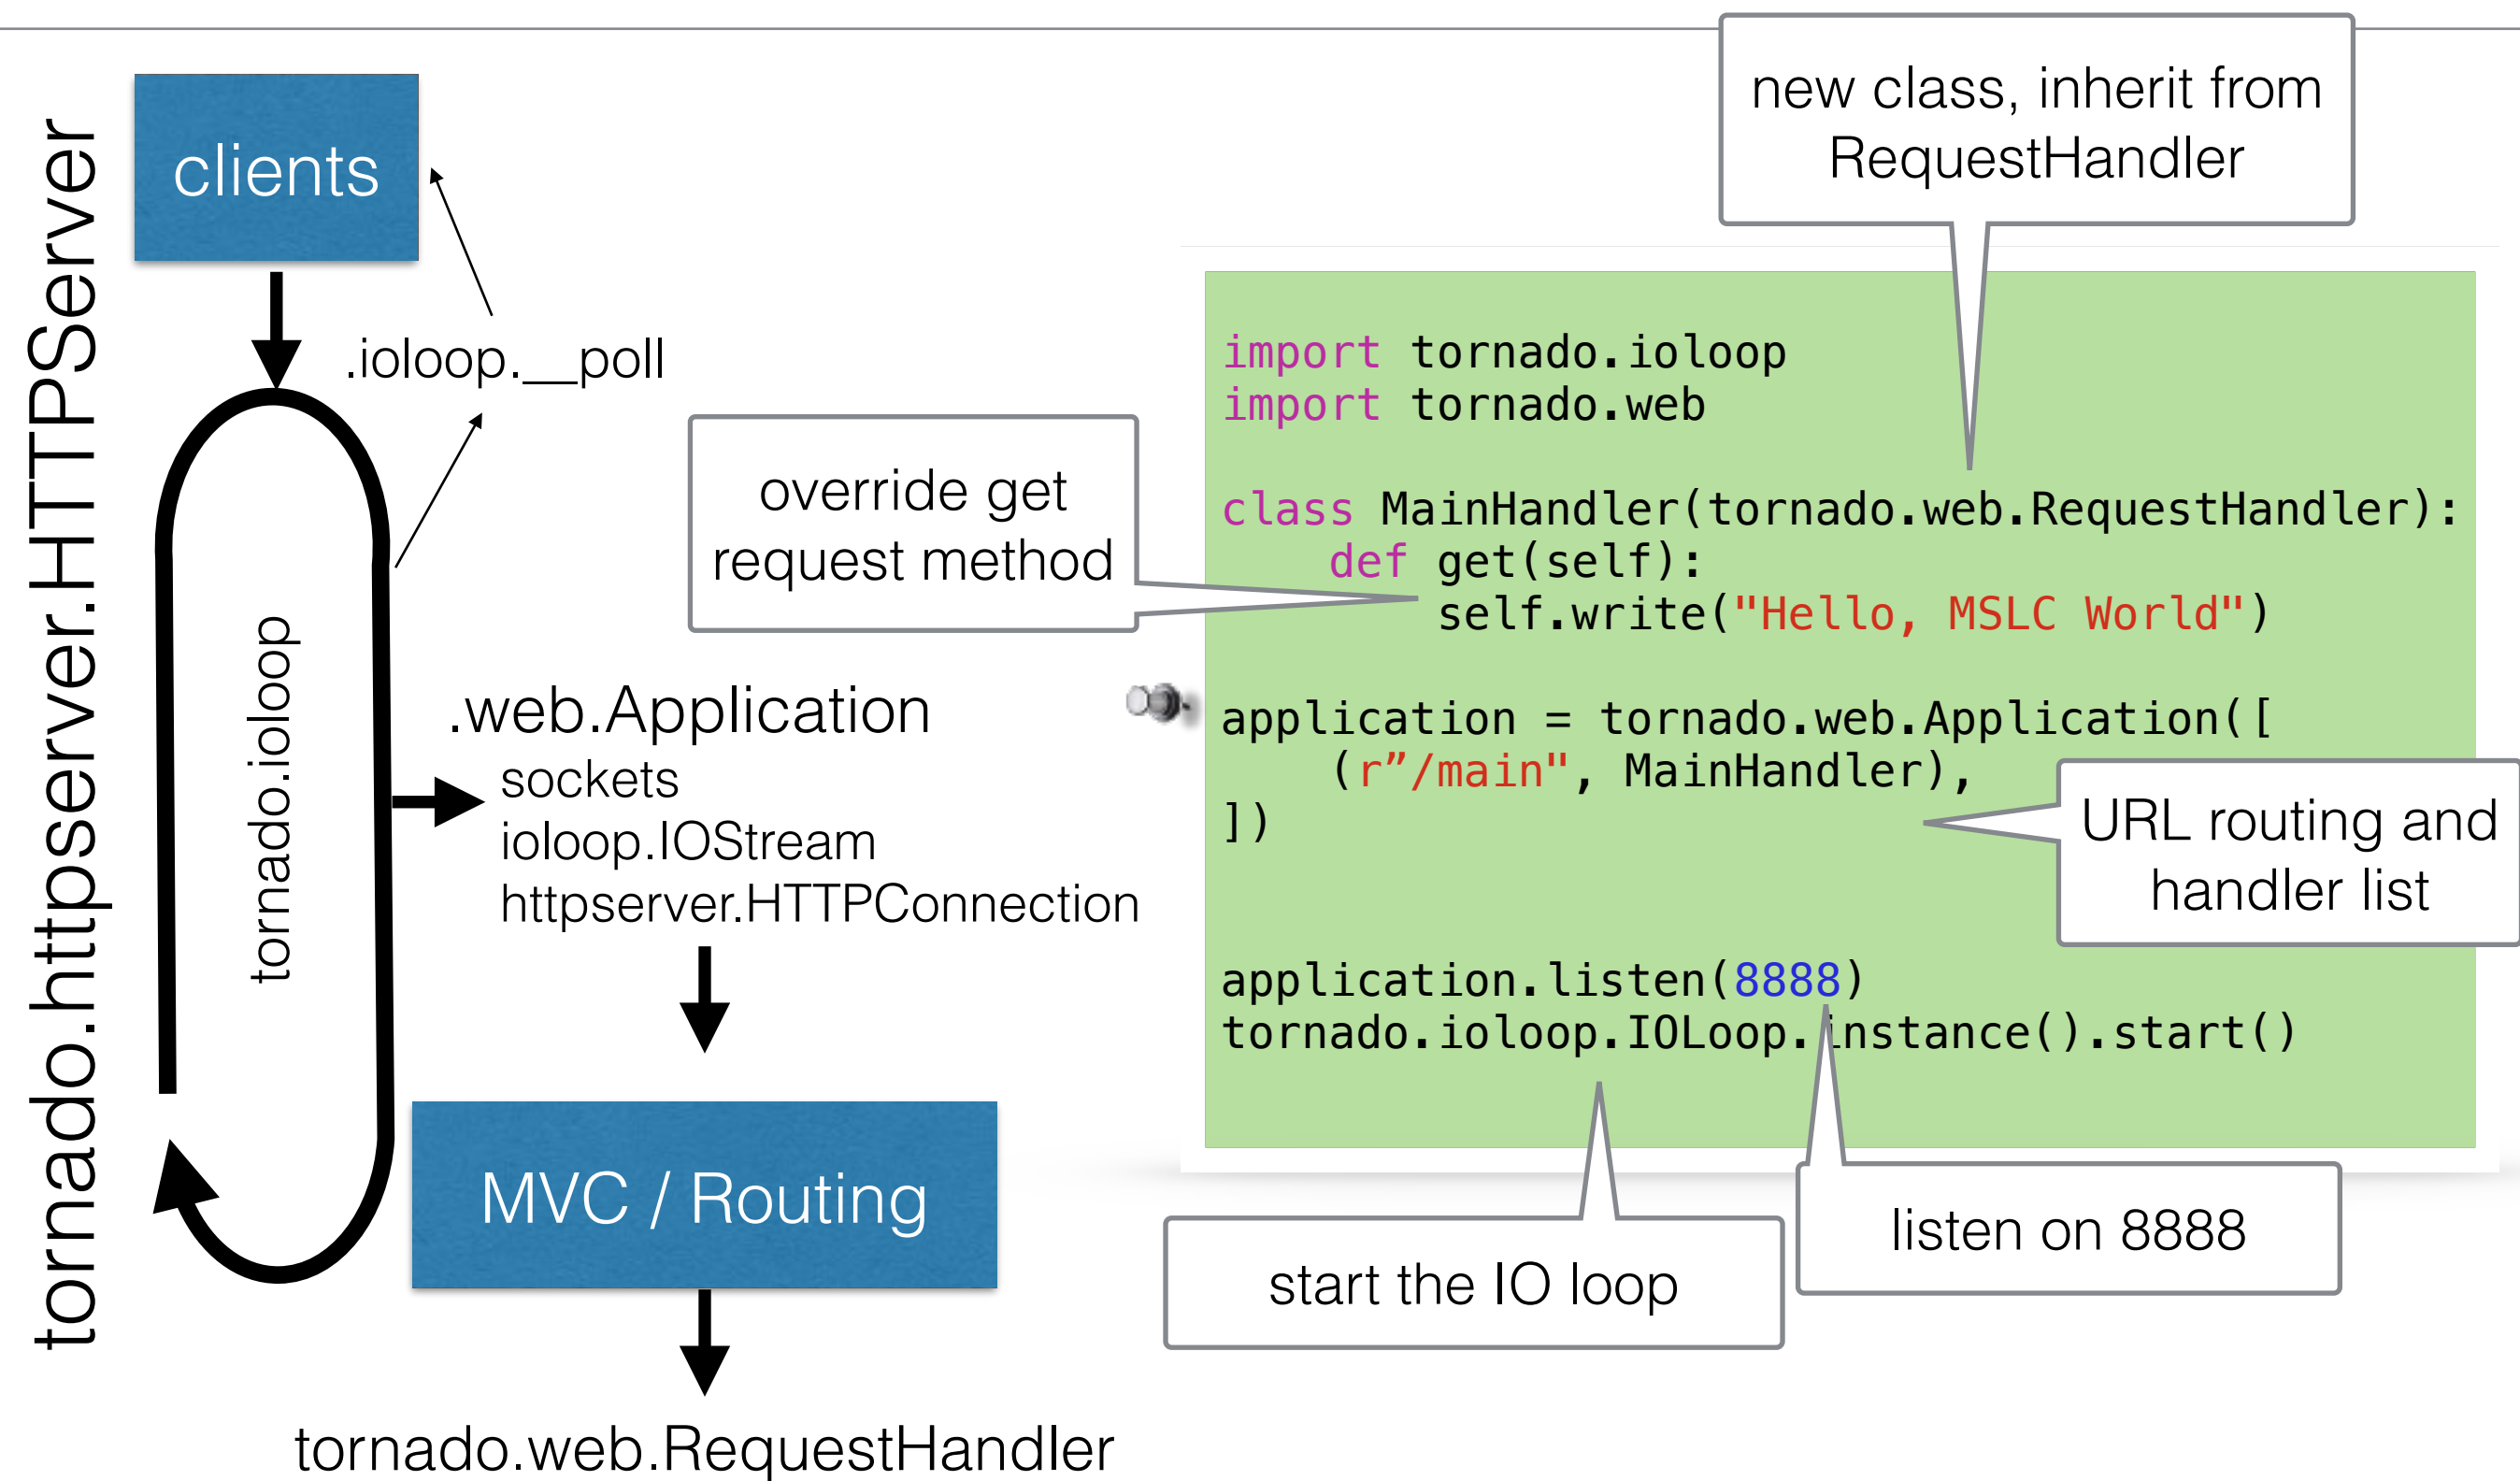 tornado.httpserver.HTTPServer
clients
.ioloop.__poll
tornado.ioloop
.web.Application
sockets
ioloop.IOStream
httpserver.HTTPConnection
MVC / Routing
tornado.web.RequestHandler
new class, inherit from
RequestHandler
override get
request method
import tornado.ioloop
import tornado.web
class MainHandler(tornado.web.RequestHandler):
    def get(self):
        self.write("Hello, MSLC World")
application = tornado.web.Application([
    (r”/main", MainHandler),
])
URL routing and
handler list
application.listen(8888)
tornado.ioloop.IOLoop.instance().start()
listen on 8888
start the IO loop